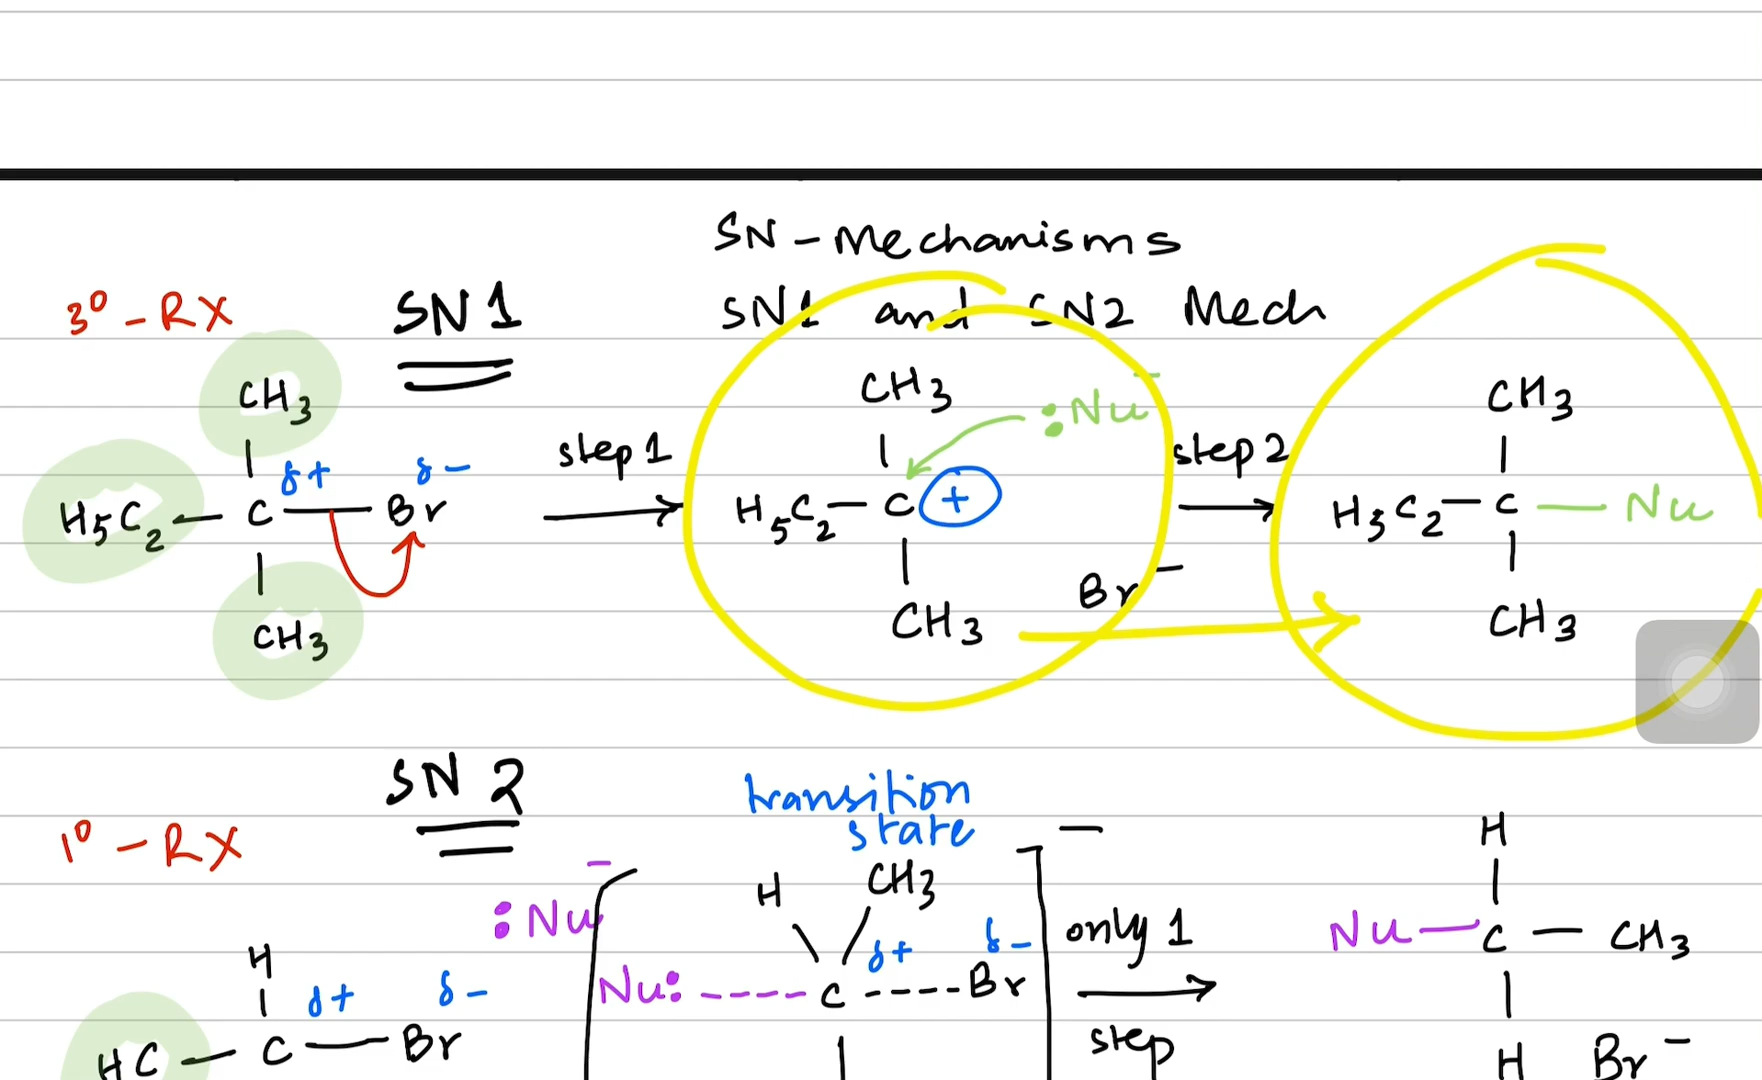 SN - Mechanisms
3° - RX SN1 SN1 and SN2 Mech
CH3 CH3 :Nu⁻ CH3
δ+ δ- step 1 step 2
H5C2 - C - Br → H5C2 - C + → H5C2 - C - Nu
Br⁻
CH3 CH3 CH3
SN2 transition
1° - RX state
:Nu⁻ H CH3 H
δ+ δ- only 1 Nu - C - CH3
H Nu: ---- C ---- Br →
δ+ δ- step
HC - C - Br H Br⁻